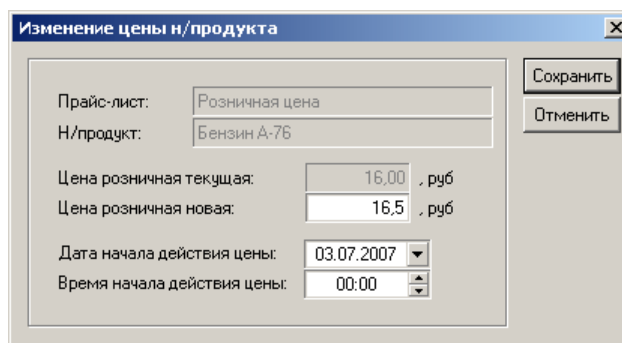 Изменение цены н/продукта
Сохранить
Отменить
Прайс-лист: Розничная цена
Н/продукт: Бензин А-76
Цена розничная текущая: 16,00 , руб
Цена розничная новая: 16,5 , руб
Дата начала действия цены: 03.07.2007
Время начала действия цены: 00:00